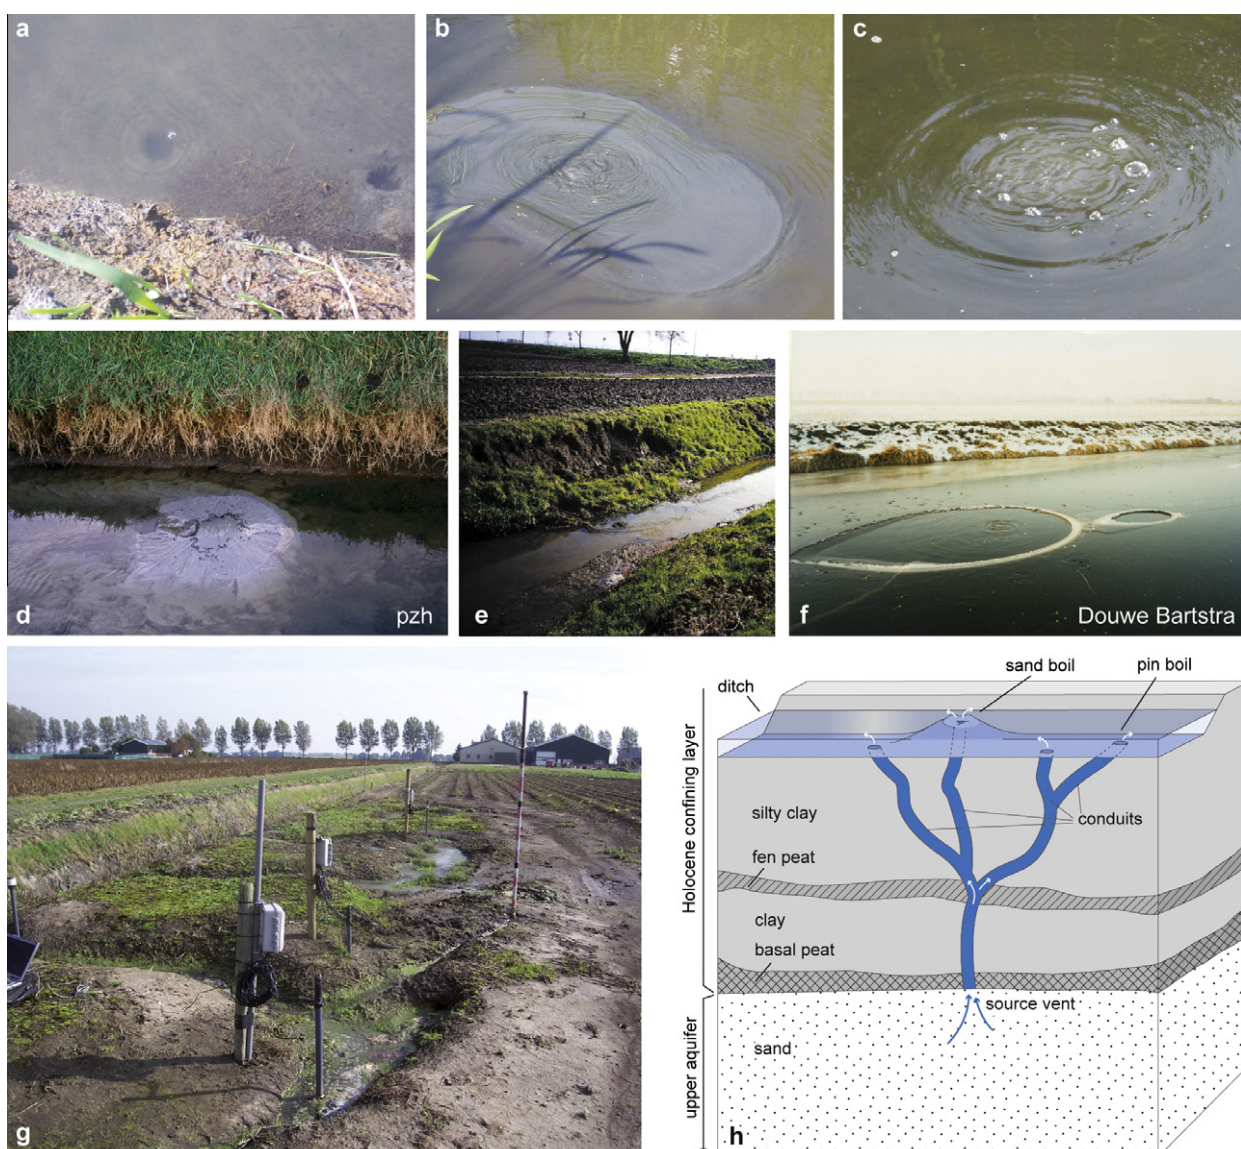 a
b
c
d
pzh
e
f
Douwe Bartstra
g
h
sand boil
pin boil
ditch
Holocene confining layer
silty clay
conduits
fen peat
clay
basal peat
source vent
sand
upper aquifer